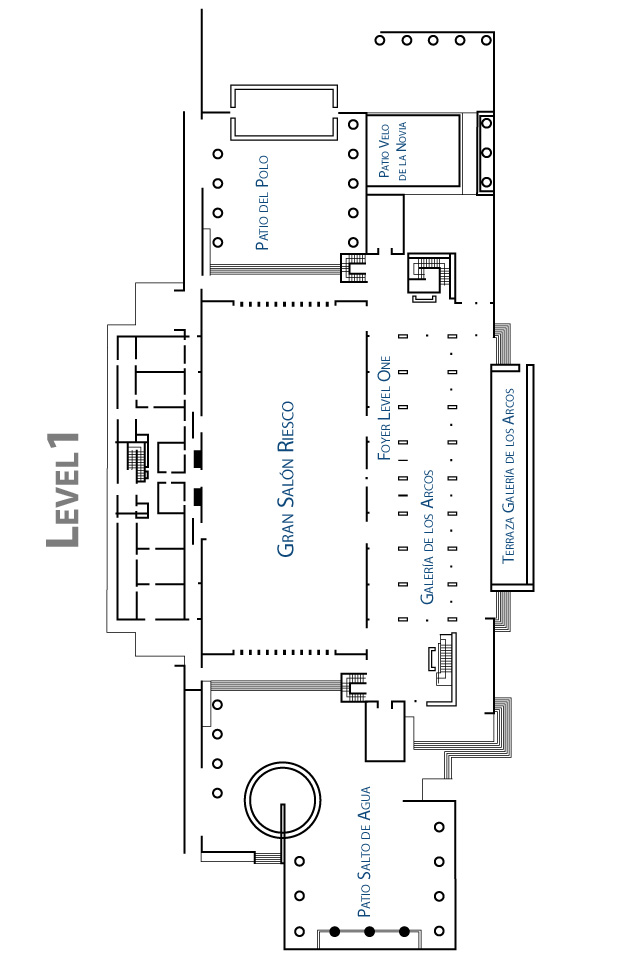 LEVEL 1
PATIO DEL POLO
PATIO VELO
DE LA NOVIA
GRAN SALÓN RIESCO
FOYER LEVEL ONE
GALERÍA DE LOS ARCOS
TERRAZA GALERÍA DE LOS ARCOS
PATIO SALTO DE AGUA